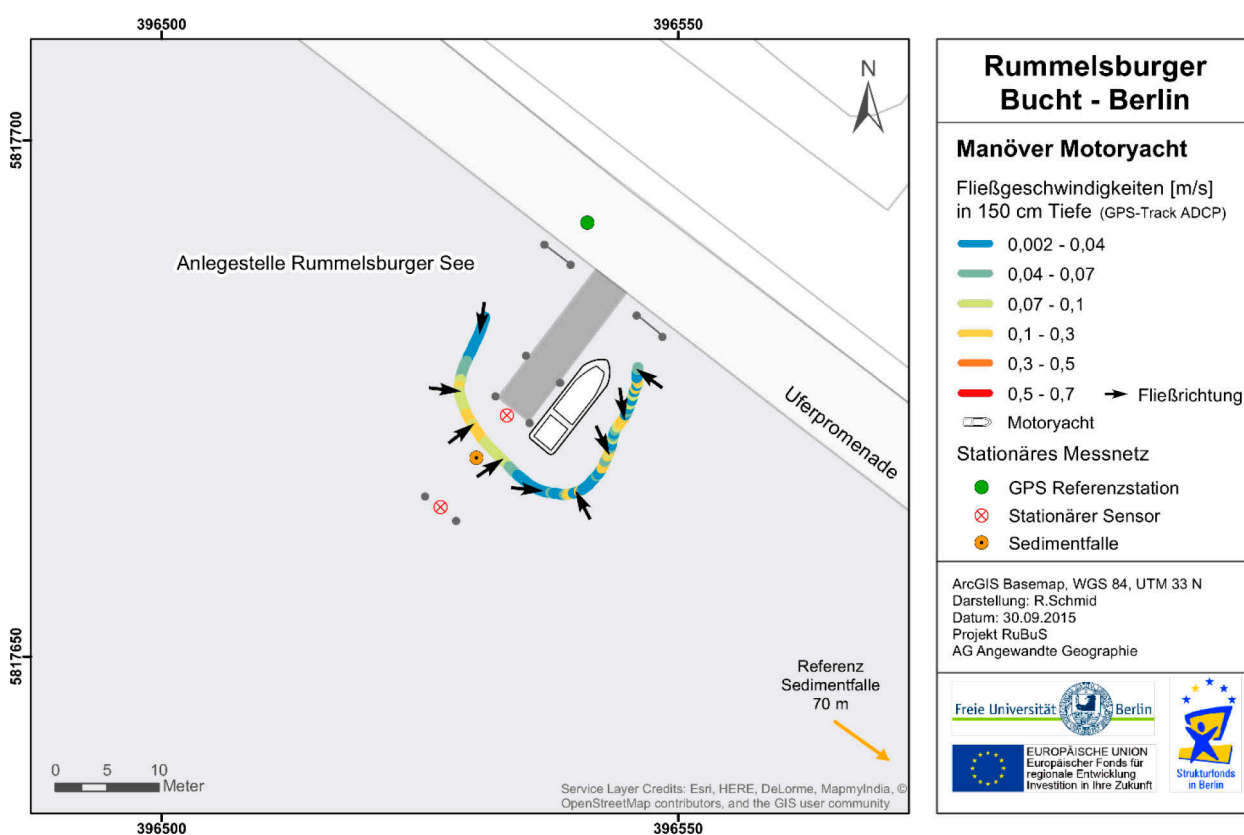 396500
396550
5817700
5817650
N
Anlegestelle Rummelsburger See
Uferpromenade
Referenz
Sedimentfalle
70 m
0 5 10
Meter
Service Layer Credits: Esri, HERE, DeLorme, MapmyIndia, ©
OpenStreetMap contributors, and the GIS user community
396500
396550
Rummelsburger
Bucht - Berlin
Manöver Motoryacht
Fließgeschwindigkeiten [m/s]
in 150 cm Tiefe (GPS-Track ADCP)
0,002 - 0,04
0,04 - 0,07
0,07 - 0,1
0,1 - 0,3
0,3 - 0,5
0,5 - 0,7 Fließrichtung
Motoryacht
Stationäres Messnetz
GPS Referenzstation
Stationärer Sensor
Sedimentfalle
ArcGIS Basemap, WGS 84, UTM 33 N
Darstellung: R.Schmid
Datum: 30.09.2015
Projekt RuBuS
AG Angewandte Geographie
Freie Universität Berlin
EUROPÄISCHE UNION
Europäischer Fonds für
regionale Entwicklung
Investition in Ihre Zukunft
Strukturfonds
in Berlin